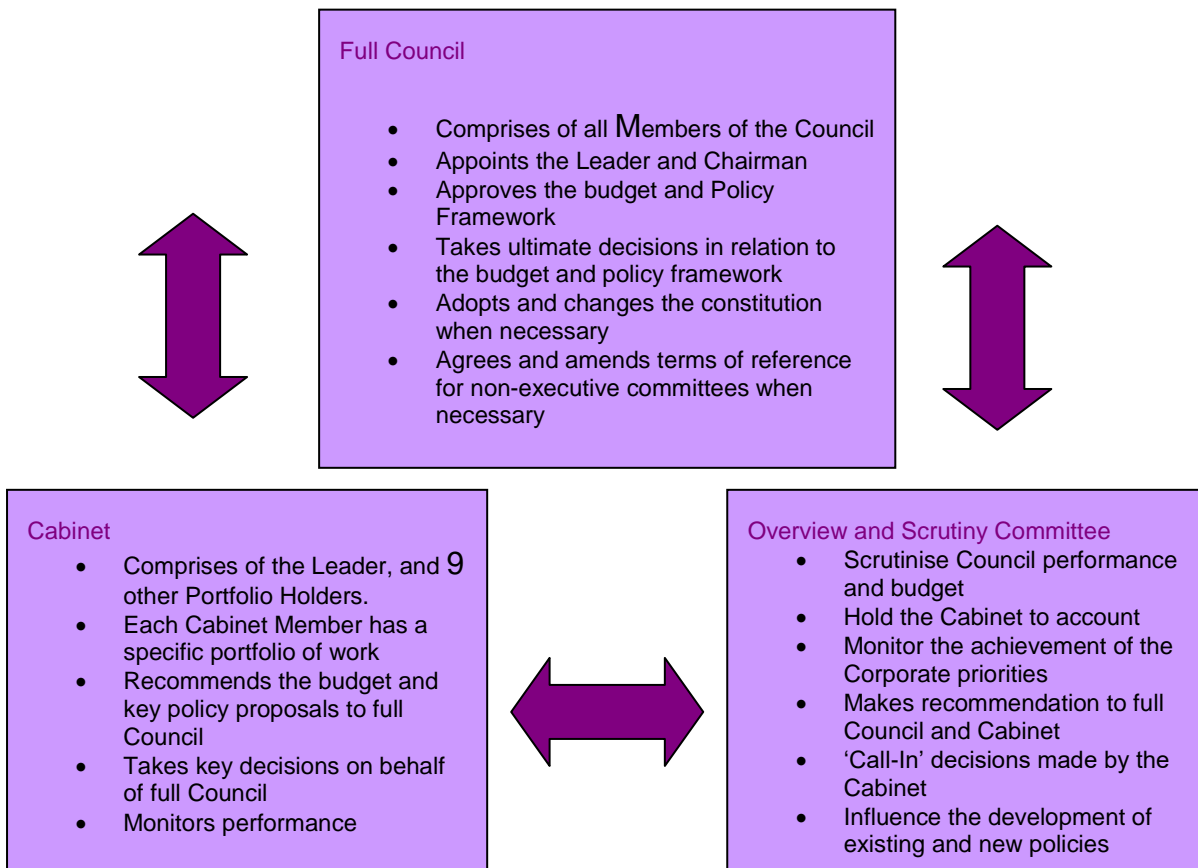 Full Council
• Comprises of all Members of the Council
• Appoints the Leader and Chairman
• Approves the budget and Policy
Framework
• Takes ultimate decisions in relation to
the budget and policy framework
• Adopts and changes the constitution
when necessary
• Agrees and amends terms of reference
for non-executive committees when
necessary
Cabinet
• Comprises of the Leader, and 9
other Portfolio Holders.
• Each Cabinet Member has a
specific portfolio of work
• Recommends the budget and
key policy proposals to full
Council
• Takes key decisions on behalf
of full Council
• Monitors performance
Overview and Scrutiny Committee
• Scrutinise Council performance
and budget
• Hold the Cabinet to account
• Monitor the achievement of the
Corporate priorities
• Makes recommendation to full
Council and Cabinet
• ‘Call-In’ decisions made by the
Cabinet
• Influence the development of
existing and new policies